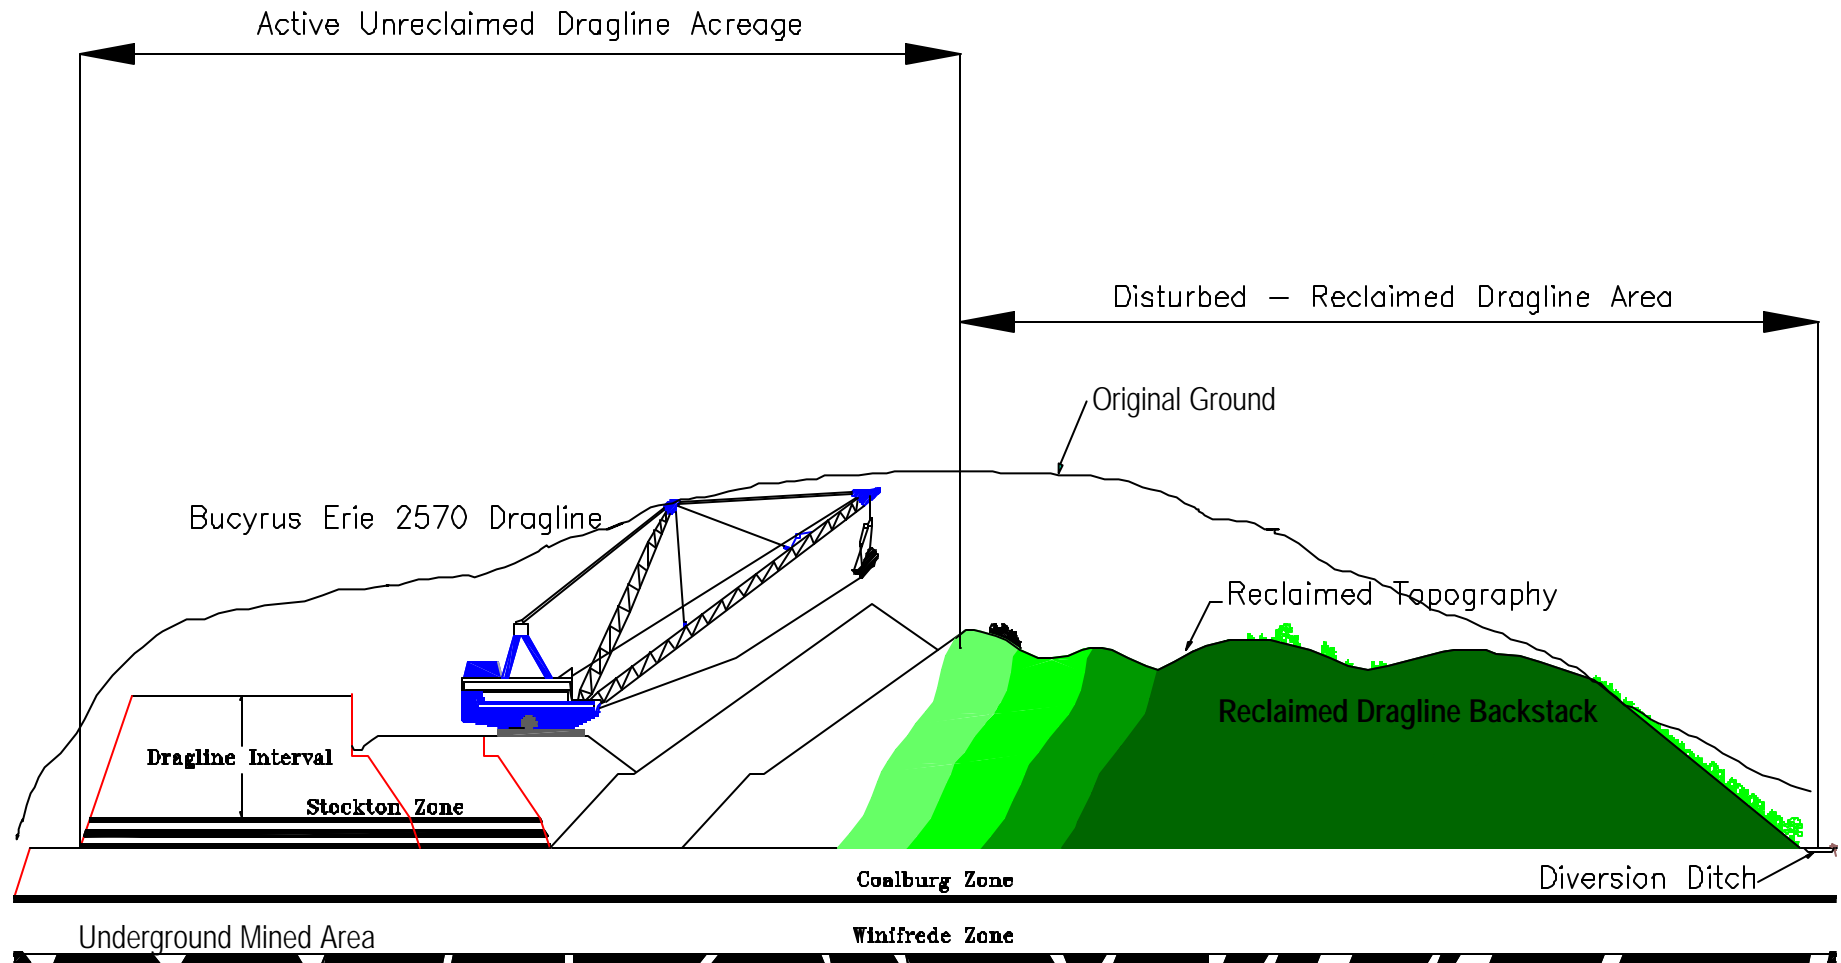 Active Unreclaimed Dragline Acreage
Disturbed - Reclaimed Dragline Area
Original Ground
Bucyrus Erie 2570 Dragline
Reclaimed Topography
Reclaimed Dragline Backstack
Dragline Interval
Stockton Zone
Coalburg Zone
Diversion Ditch
Underground Mined Area
Winifrede Zone